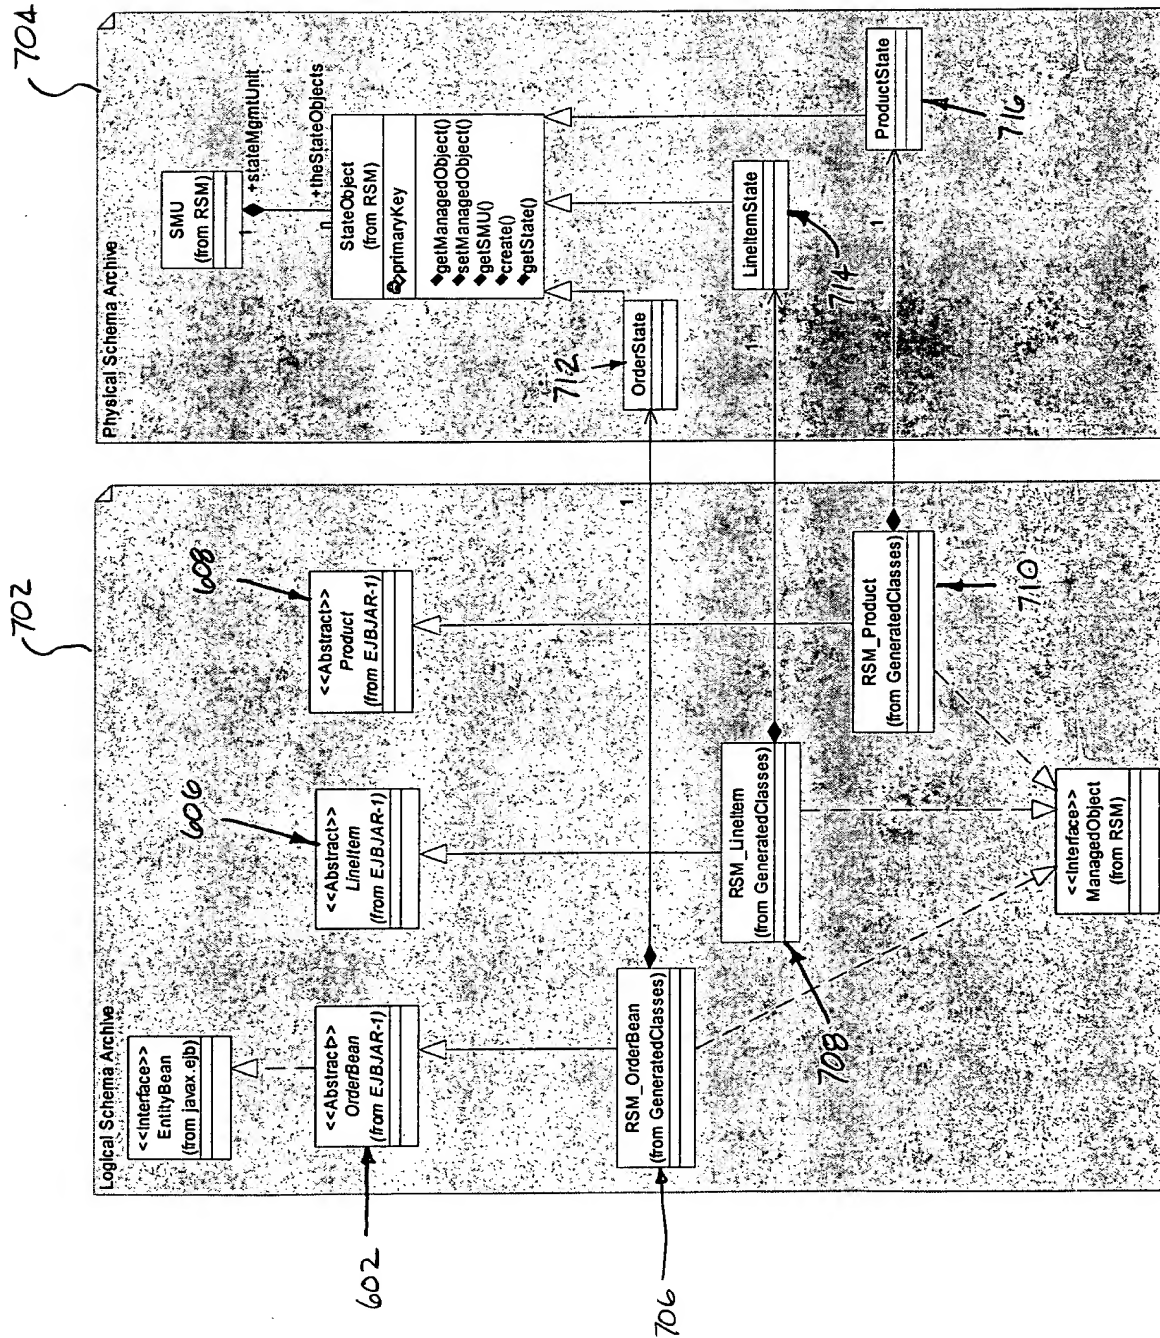 702
704
Logical Schema Archive
<<Interface>>
EntityBean
(from javax.ejb)
<<Abstract>>
OrderBean
(from EJBJAR-1)
602
<<Abstract>>
LineItem
(from EJBJAR-1)
606
<<Abstract>>
Product
(from EJBJAR-1)
608
RSM_OrderBean
(from GeneratedClasses)
706
1
RSM_LineItem
(from GeneratedClasses)
708
1
RSM_Product
(from GeneratedClasses)
710
1
<<Interface>>
ManagedObject
(from RSM)
Physical Schema Archive
SMU
(from RSM)
1
+stateMgmtUnit
+theStateObjects
n
StateObject
(from RSM)
primaryKey
getManagedObject()
setManagedObject()
getSMU()
create()
getState()
712
OrderState
LineItemState
714
ProductState
716